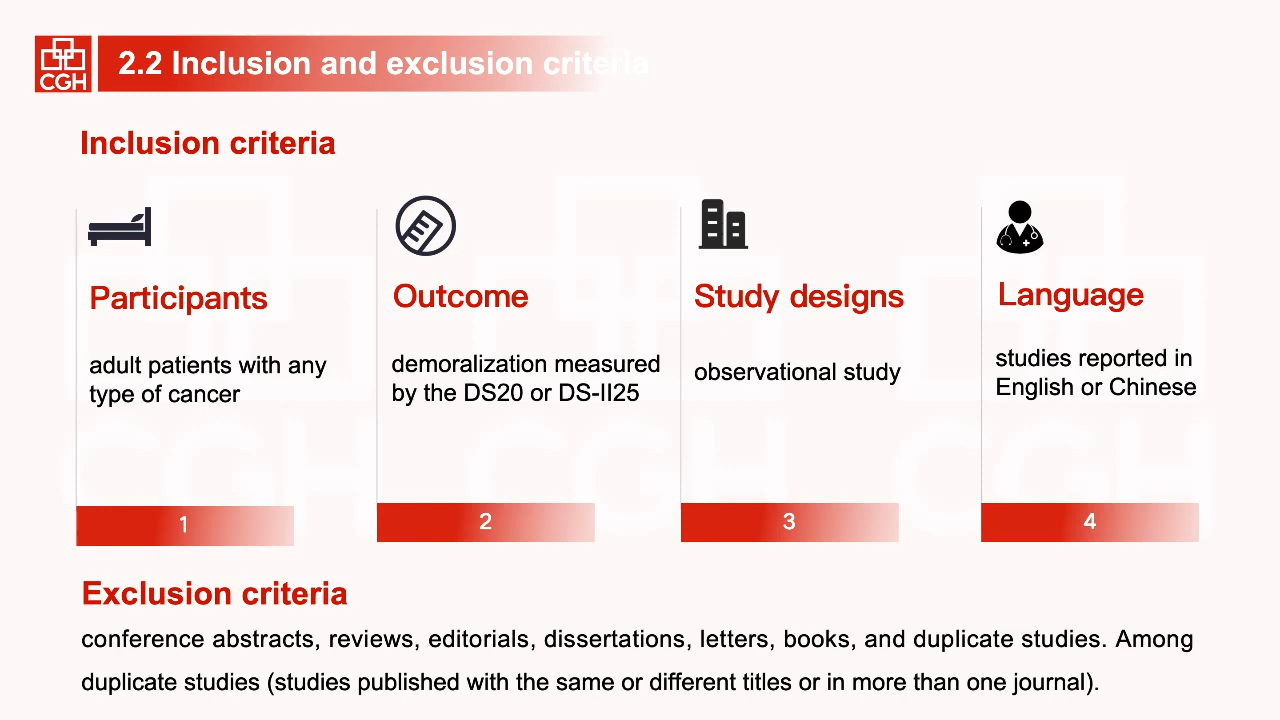 CGH
2.2 Inclusion and exclusion criteria
Inclusion criteria
Participants
adult patients with any
type of cancer
1
Outcome
demoralization measured
by the DS20 or DS-II25
2
Study designs
observational study
3
Language
studies reported in
English or Chinese
4
Exclusion criteria
conference abstracts, reviews, editorials, dissertations, letters, books, and duplicate studies. Among
duplicate studies (studies published with the same or different titles or in more than one journal).
CGH
CGH
CGH